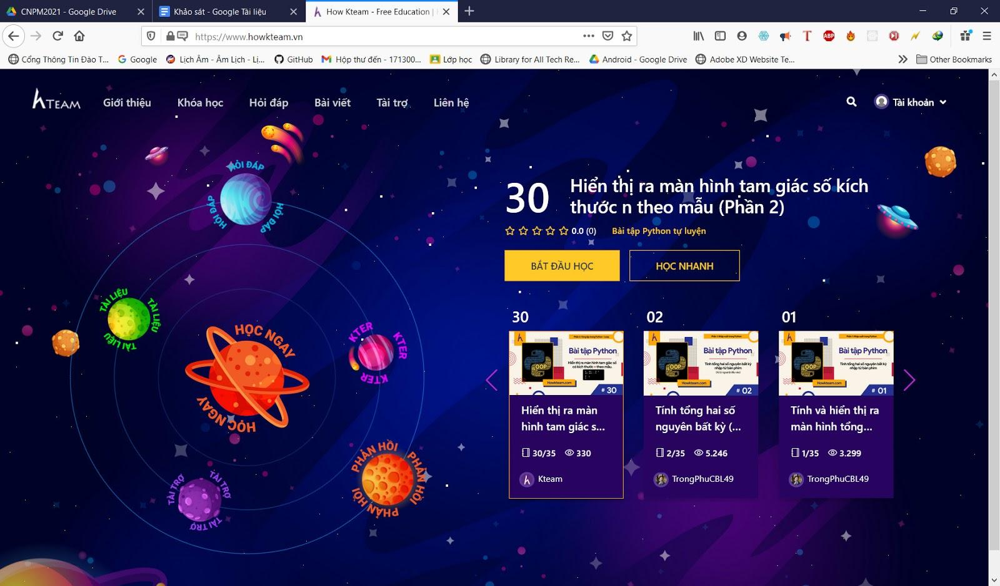 CNPM2021 - Google Drive
Khảo sát - Google Tài liệu
How Kteam - Free Education |
https://www.howkteam.vn
Cổng Thông Tin Đào T...
Google
Lịch Âm - Âm Lịch - Lị...
GitHub
Hộp thư đến - 171300...
Lớp học
Library for All Tech Re...
Android - Google Drive
Adobe XD Website Te...
Other Bookmarks
KTEAM
Giới thiệu
Khóa học
Hỏi đáp
Bài viết
Tài trợ
Liên hệ
Tài khoản
HỎI ĐÁP
HỎI ĐÁP
HỎI ĐÁP
30
Hiển thị ra màn hình tam giác số kích
thước n theo mẫu (Phần 2)
0.0 (0)
Bài tập Python tự luyện
BẮT ĐẦU HỌC
HỌC NHANH
TÀI LIỆU
TÀI LIỆU
TÀI LIỆU
HỌC NGAY
HỌC NGAY
KTER
KTER
KTER
PHẢN HỒI
PHẢN HỒI
PHẢN HỒI
PHẢN HỒI
TÀI TRỢ
TÀI TRỢ
TÀI TRỢ
30
Bài tập Python
Hiển thị ra màn hình tam giác số
có kích thước n theo mẫu.
OOP
Howkteam.com
# 30
Hiển thị ra màn
hình tam giác s...
30/35
330
Kteam
02
Bài tập Python
Tính tổng hai số nguyên bất kỳ
nhập từ bàn phím
OOP
Howkteam.com
# 02
Tính tổng hai số
nguyên bất kỳ (...
2/35
5.246
TrongPhuCBL49
01
Bài tập Python
Tính tổng hai số nguyên bất kỳ
nhập từ bàn phím
OOP
Howkteam.com
# 01
Tính và hiển thị ra
màn hình tổng...
1/35
3.299
TrongPhuCBL49